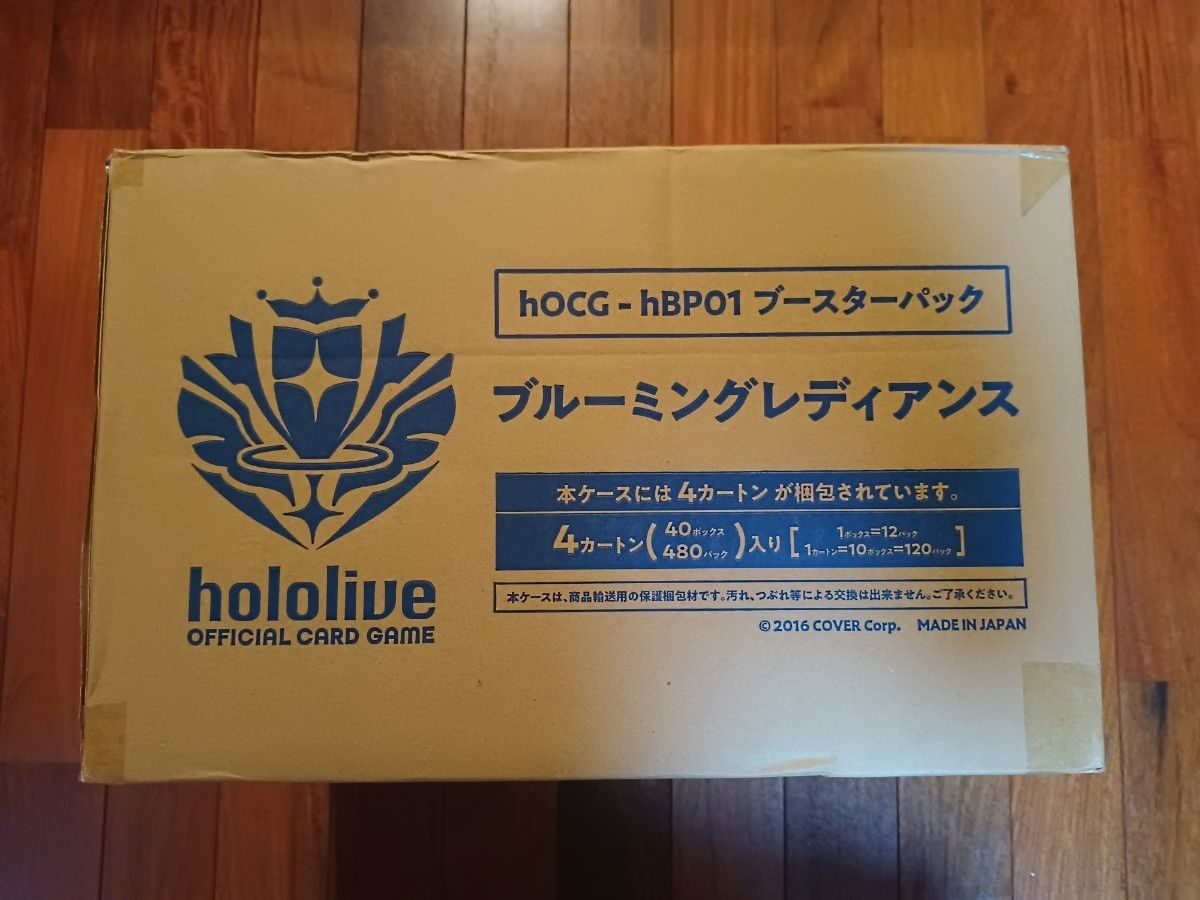 hOCG - hBP01 ブースターパック
ブルーミングレディアンス
本ケースには 4カートン が梱包されています。
4カートン(40ボックス 480パック)入り[1ボックス=12パック 1カートン=10ボックス=120パック]
本ケースは、商品輸送用の保護梱包材です。汚れ、つぶれ等による交換は出来ません。ご了承ください。
© 2016 COVER Corp. MADE IN JAPAN
hololive
OFFICIAL CARD GAME